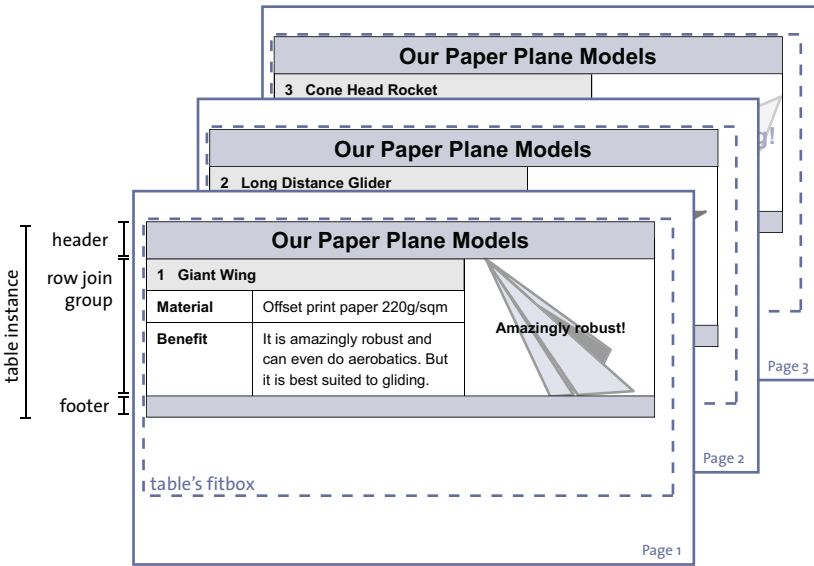 Our Paper Plane Models
3 Cone Head Rocket
g!
Our Paper Plane Models
2 Long Distance Glider
Page 3
table instance
header
row join
group
footer
Our Paper Plane Models
1 Giant Wing
Material
Offset print paper 220g/sqm
Benefit
It is amazingly robust and
can even do aerobatics. But
it is best suited to gliding.
Amazingly robust!
Page 2
table's fitbox
Page 1